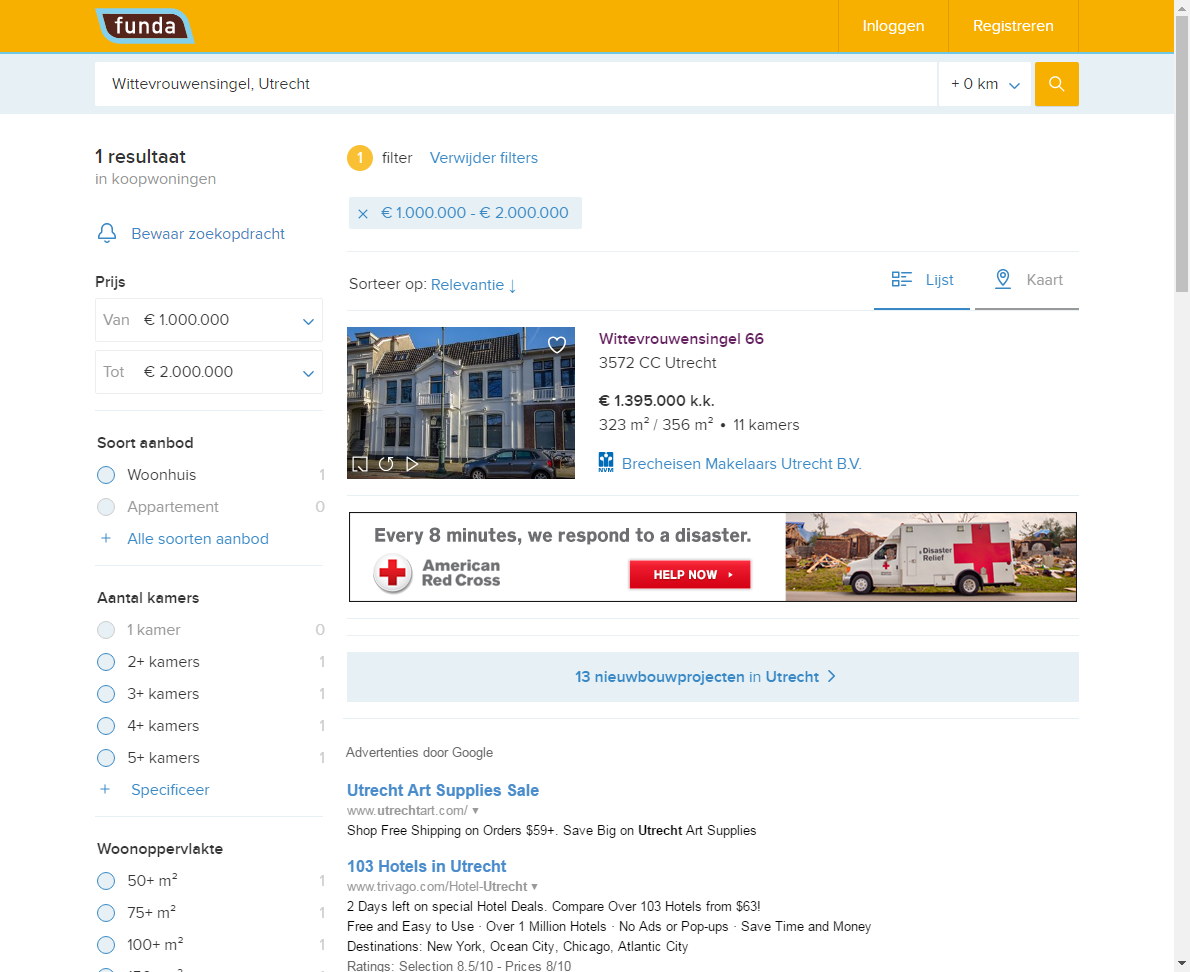 funda
Inloggen
Registreren
Wittevrouwensingel, Utrecht
+ 0 km
1 resultaat
in koopwoningen
Bewaar zoekopdracht
Prijs
Van € 1.000.000
Tot € 2.000.000
Soort aanbod
Woonhuis 1
Appartement 0
+ Alle soorten aanbod
Aantal kamers
1 kamer 0
2+ kamers 1
3+ kamers 1
4+ kamers 1
5+ kamers 1
+ Specificeer
Woonoppervlakte
50+ m² 1
75+ m² 1
100+ m² 1
1 filter Verwijder filters
× € 1.000.000 - € 2.000.000
Sorteer op: Relevantie ↓
Lijst
Kaart
Wittevrouwensingel 66
3572 CC Utrecht
€ 1.395.000 k.k.
323 m² / 356 m² • 11 kamers
NVM Brecheisen Makelaars Utrecht B.V.
Every 8 minutes, we respond to a disaster.
American
Red Cross
HELP NOW
Disaster
Relief
13 nieuwbouwprojecten in Utrecht
Advertenties door Google
Utrecht Art Supplies Sale
www.utrechtart.com/
Shop Free Shipping on Orders $59+. Save Big on Utrecht Art Supplies
103 Hotels in Utrecht
www.trivago.com/Hotel-Utrecht
2 Days left on special Hotel Deals. Compare Over 103 Hotels from $63!
Free and Easy to Use · Over 1 Million Hotels · No Ads or Pop-ups · Save Time and Money
Destinations: New York, Ocean City, Chicago, Atlantic City
Ratings: Selection 8.5/10 - Prices 8/10